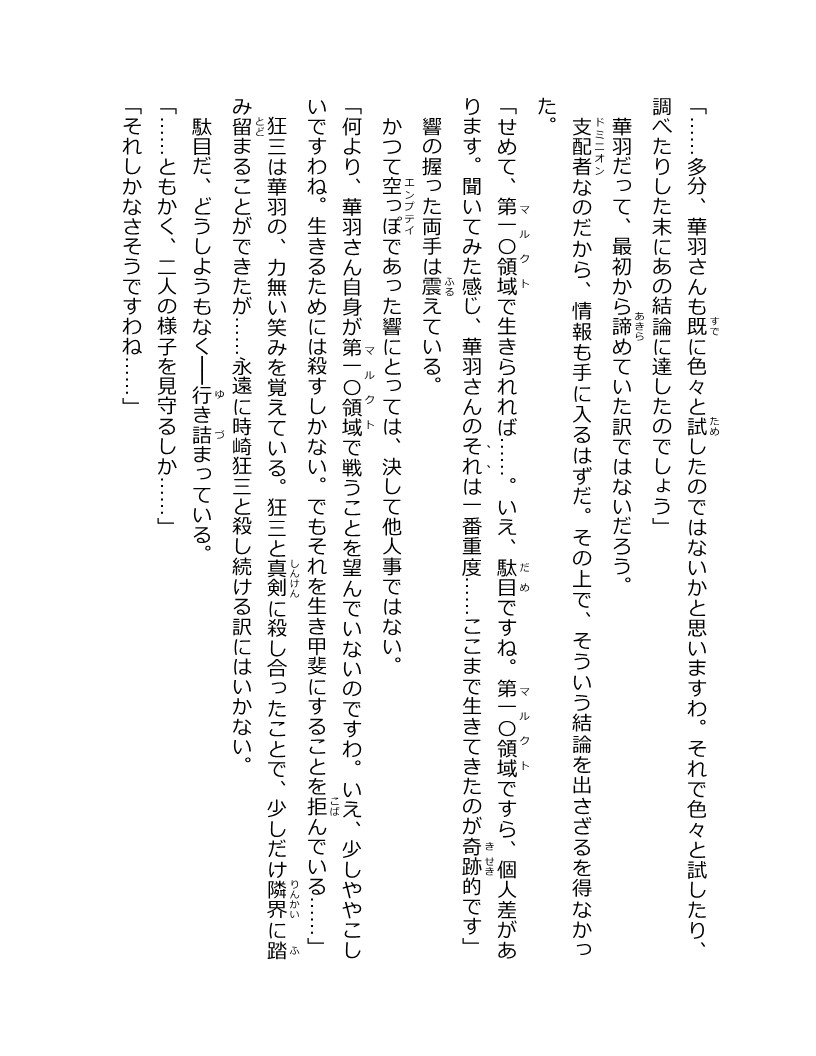 「……多分、華羽さんも既に色々と試したのではないかと思いますわ。それで色々と試したり、
調べたりした末にあの結論に達したのでしょう」
華羽だって、最初から諦めていた訳ではないだろう。
支配者なのだから、情報も手に入るはずだ。その上で、そういう結論を出さざるを得なかっ
た。
「せめて、第一〇領域で生きられれば……。いえ、駄目ですね。第一〇領域ですら、個人差があ
ります。聞いてみた感じ、華羽さんのそれは一番重度……ここまで生きてきたのが奇跡的です」
響の握った両手は震えている。
かつて空っぽであった響にとっては、決して他人事ではない。
「何より、華羽さん自身が第一〇領域で戦うことを望んでいないのですわ。いえ、少しややこし
いですわね。生きるためには殺すしかない。でもそれを生き甲斐にすることを拒んでいる……」
狂三は華羽の、力無い笑みを覚えている。狂三と真剣に殺し合ったことで、少しだけ隣界に踏
み留まることができたが……永遠に時崎狂三と殺し続ける訳にはいかない。
駄目だ、どうしようもなく──行き詰まっている。
「……ともかく、二人の様子を見守るしか……」
「それしかなさそうですわね……」